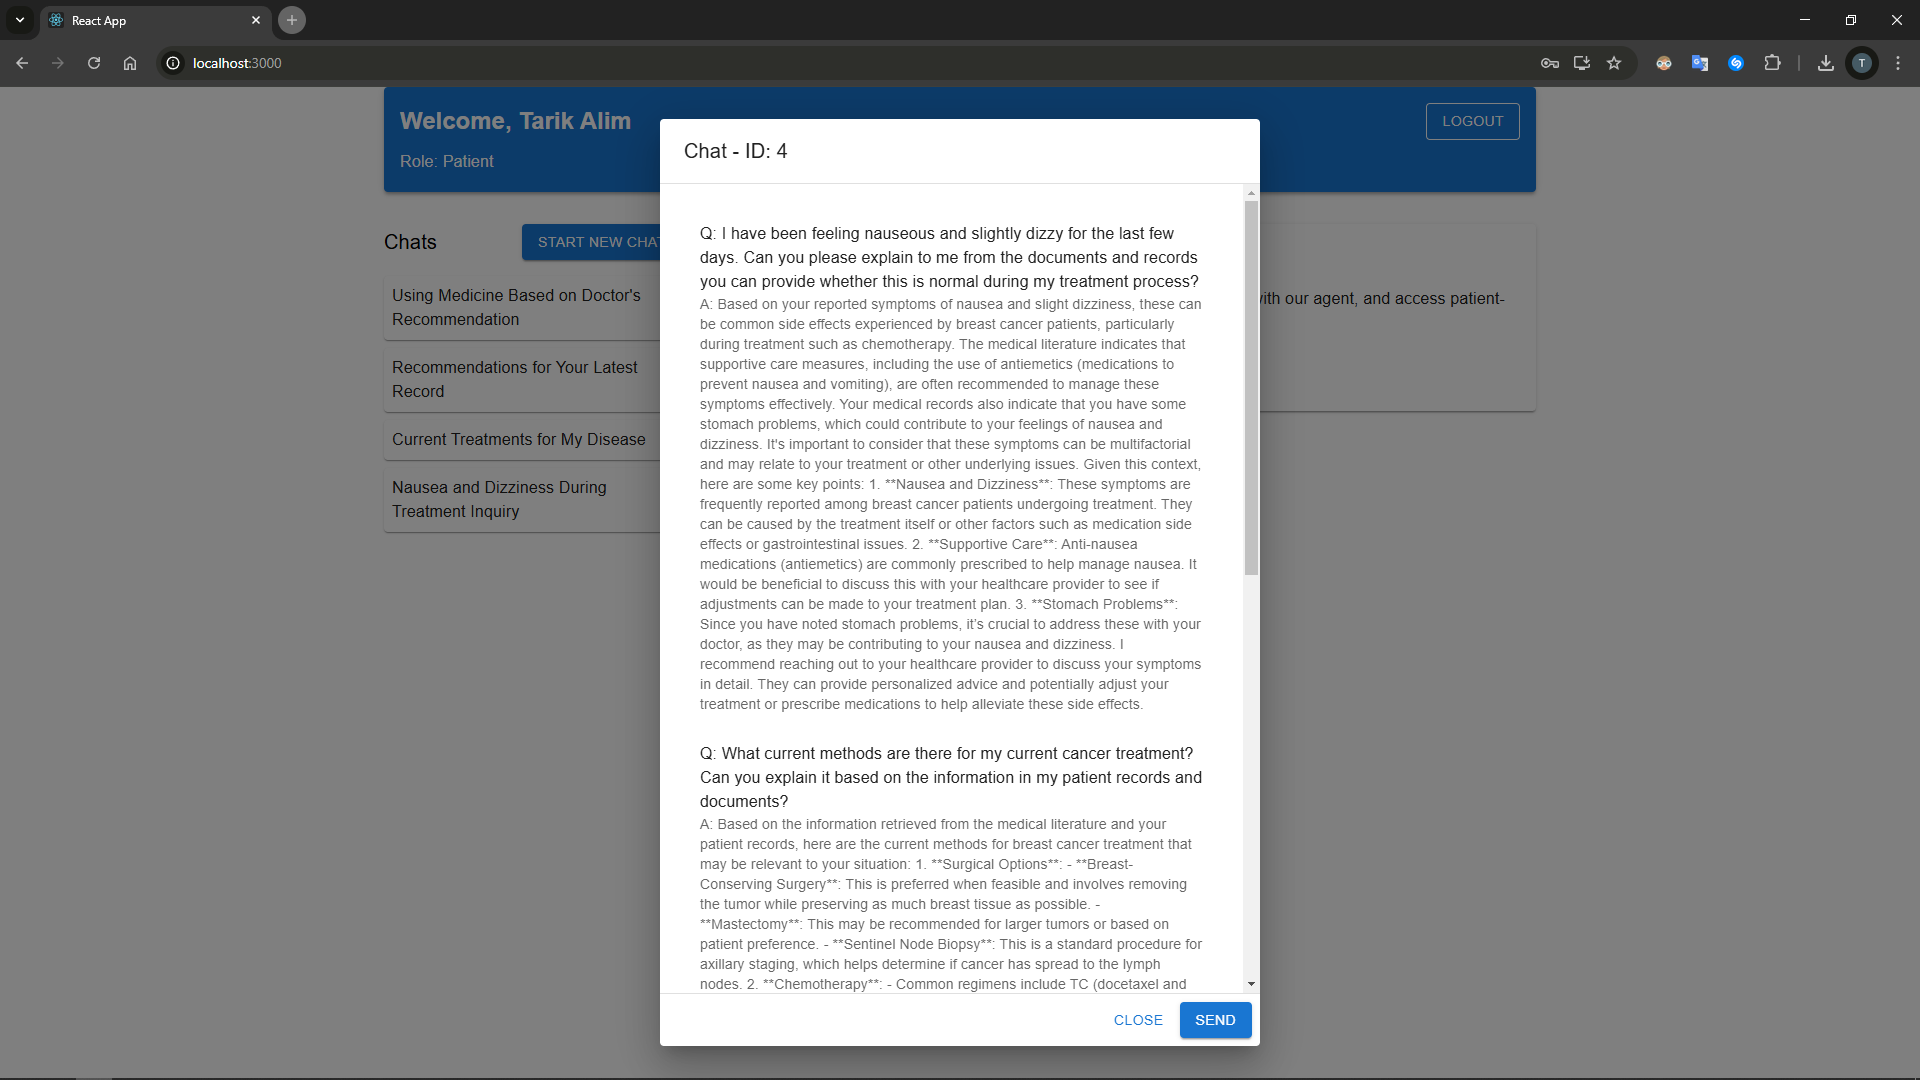 React App
localhost:3000
T
Welcome, Tarik Alim
LOGOUT
Role: Patient
Chats
START NEW CHAT
Using Medicine Based on Doctor's
Recommendation
Recommendations for Your Latest
Record
Current Treatments for My Disease
Nausea and Dizziness During
Treatment Inquiry
with our agent, and access patient-
Chat - ID: 4
Q: I have been feeling nauseous and slightly dizzy for the last few
days. Can you please explain to me from the documents and records
you can provide whether this is normal during my treatment process?
A: Based on your reported symptoms of nausea and slight dizziness, these can
be common side effects experienced by breast cancer patients, particularly
during treatment such as chemotherapy. The medical literature indicates that
supportive care measures, including the use of antiemetics (medications to
prevent nausea and vomiting), are often recommended to manage these
symptoms effectively. Your medical records also indicate that you have some
stomach problems, which could contribute to your feelings of nausea and
dizziness. It's important to consider that these symptoms can be multifactorial
and may relate to your treatment or other underlying issues. Given this context,
here are some key points: 1. **Nausea and Dizziness**: These symptoms are
frequently reported among breast cancer patients undergoing treatment. They
can be caused by the treatment itself or other factors such as medication side
effects or gastrointestinal issues. 2. **Supportive Care**: Anti-nausea
medications (antiemetics) are commonly prescribed to help manage nausea. It
would be beneficial to discuss this with your healthcare provider to see if
adjustments can be made to your treatment plan. 3. **Stomach Problems**:
Since you have noted stomach problems, it’s crucial to address these with your
doctor, as they may be contributing to your nausea and dizziness. I
recommend reaching out to your healthcare provider to discuss your symptoms
in detail. They can provide personalized advice and potentially adjust your
treatment or prescribe medications to help alleviate these side effects.
Q: What current methods are there for my current cancer treatment?
Can you explain it based on the information in my patient records and
documents?
A: Based on the information retrieved from the medical literature and your
patient records, here are the current methods for breast cancer treatment that
may be relevant to your situation: 1. **Surgical Options**: - **Breast-
Conserving Surgery**: This is preferred when feasible and involves removing
the tumor while preserving as much breast tissue as possible. -
**Mastectomy**: This may be recommended for larger tumors or based on
patient preference. - **Sentinel Node Biopsy**: This is a standard procedure for
axillary staging, which helps determine if cancer has spread to the lymph
nodes. 2. **Chemotherapy**: - Common regimens include TC (docetaxel and
CLOSE
SEND